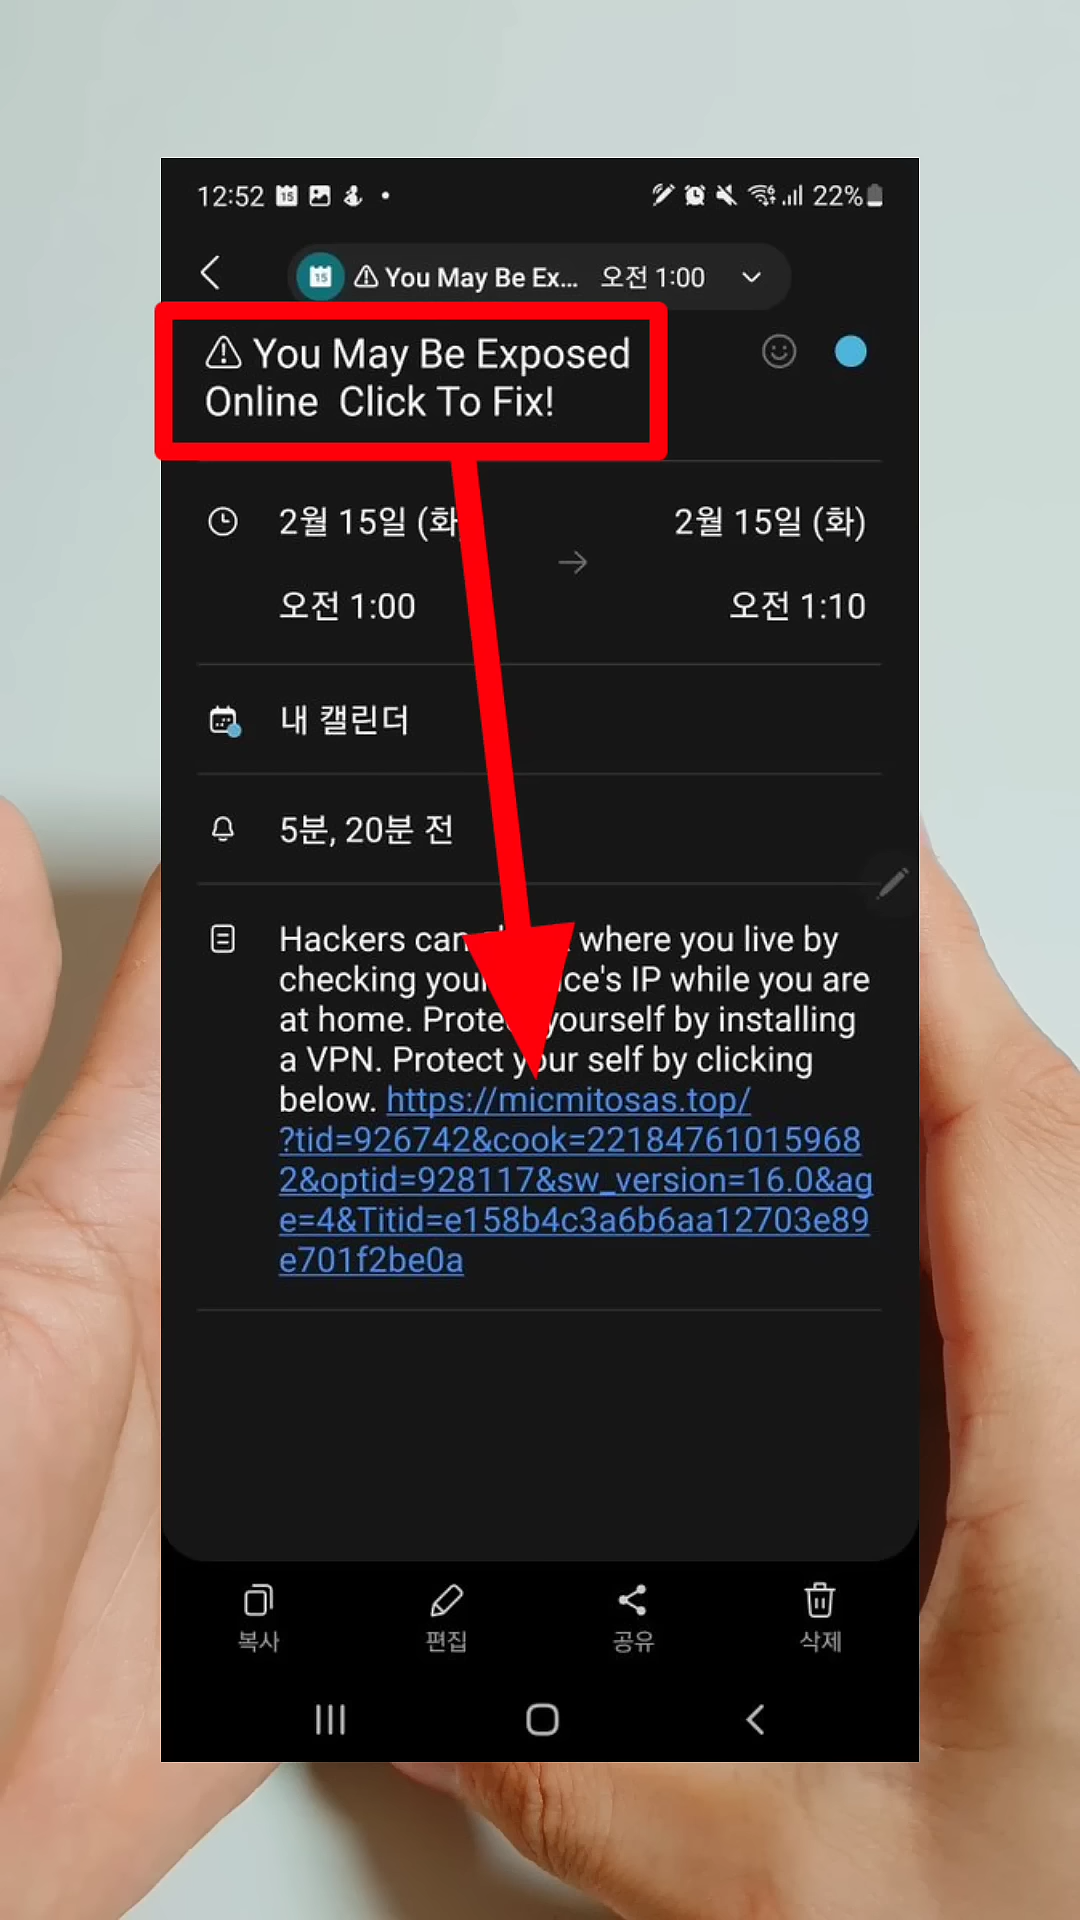 12:52 15 22%
15 ⚠ You May Be Ex... 오전 1:00
⚠ You May Be Exposed
Online Click To Fix!
2월 15일 (화 2월 15일 (화)
오전 1:00 오전 1:10
내 캘린더
5분, 20분 전
Hackers can where you live by
checking your IP while you are
at home. yourself by installing
a VPN. Protect your self by clicking
below. https://micmitosas.top/
?tid=926742&cook=22184761015968
2&optid=928117&sw_version=16.0&ag
e=4&Titid=e158b4c3a6b6aa12703e89
e701f2be0a
복사 편집 공유 삭제